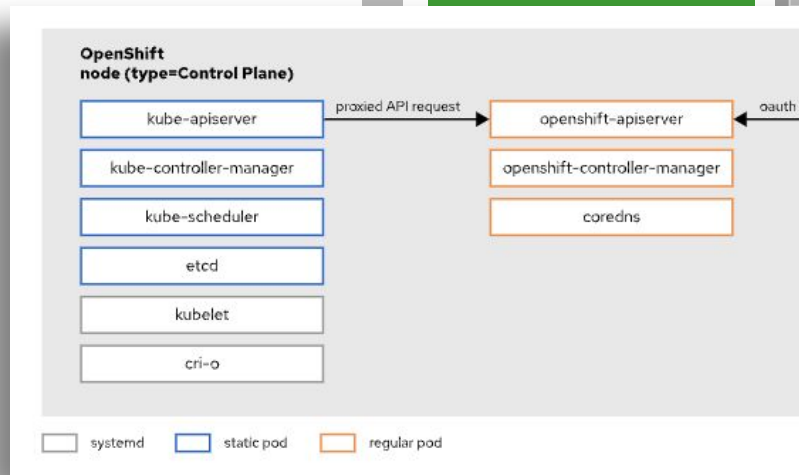 OpenShift
node (type=Control Plane)
kube-apiserver
proxied API request
openshift-apiserver
oauth
kube-controller-manager
openshift-controller-manager
kube-scheduler
coredns
etcd
kubelet
cri-o
systemd
static pod
regular pod